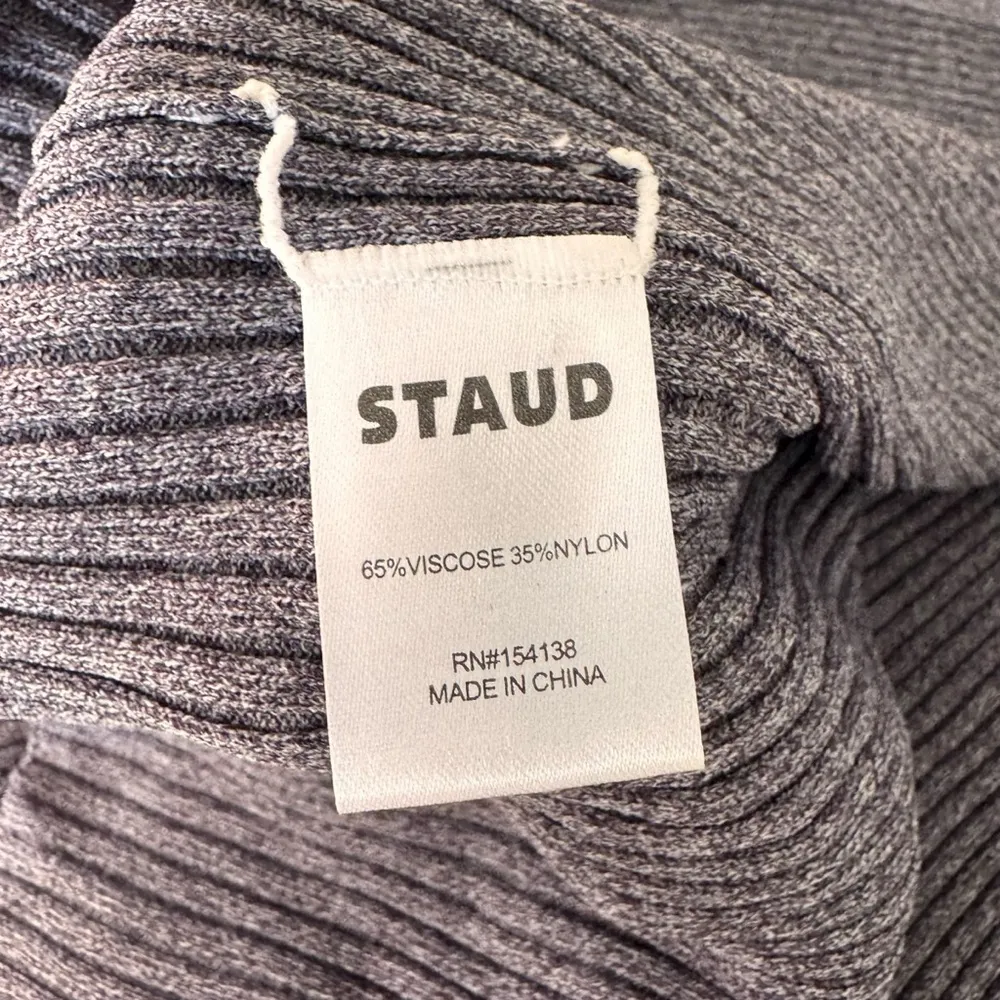 STAUD
65%VISCOSE 35%NYLON
RN#154138
MADE IN CHINA